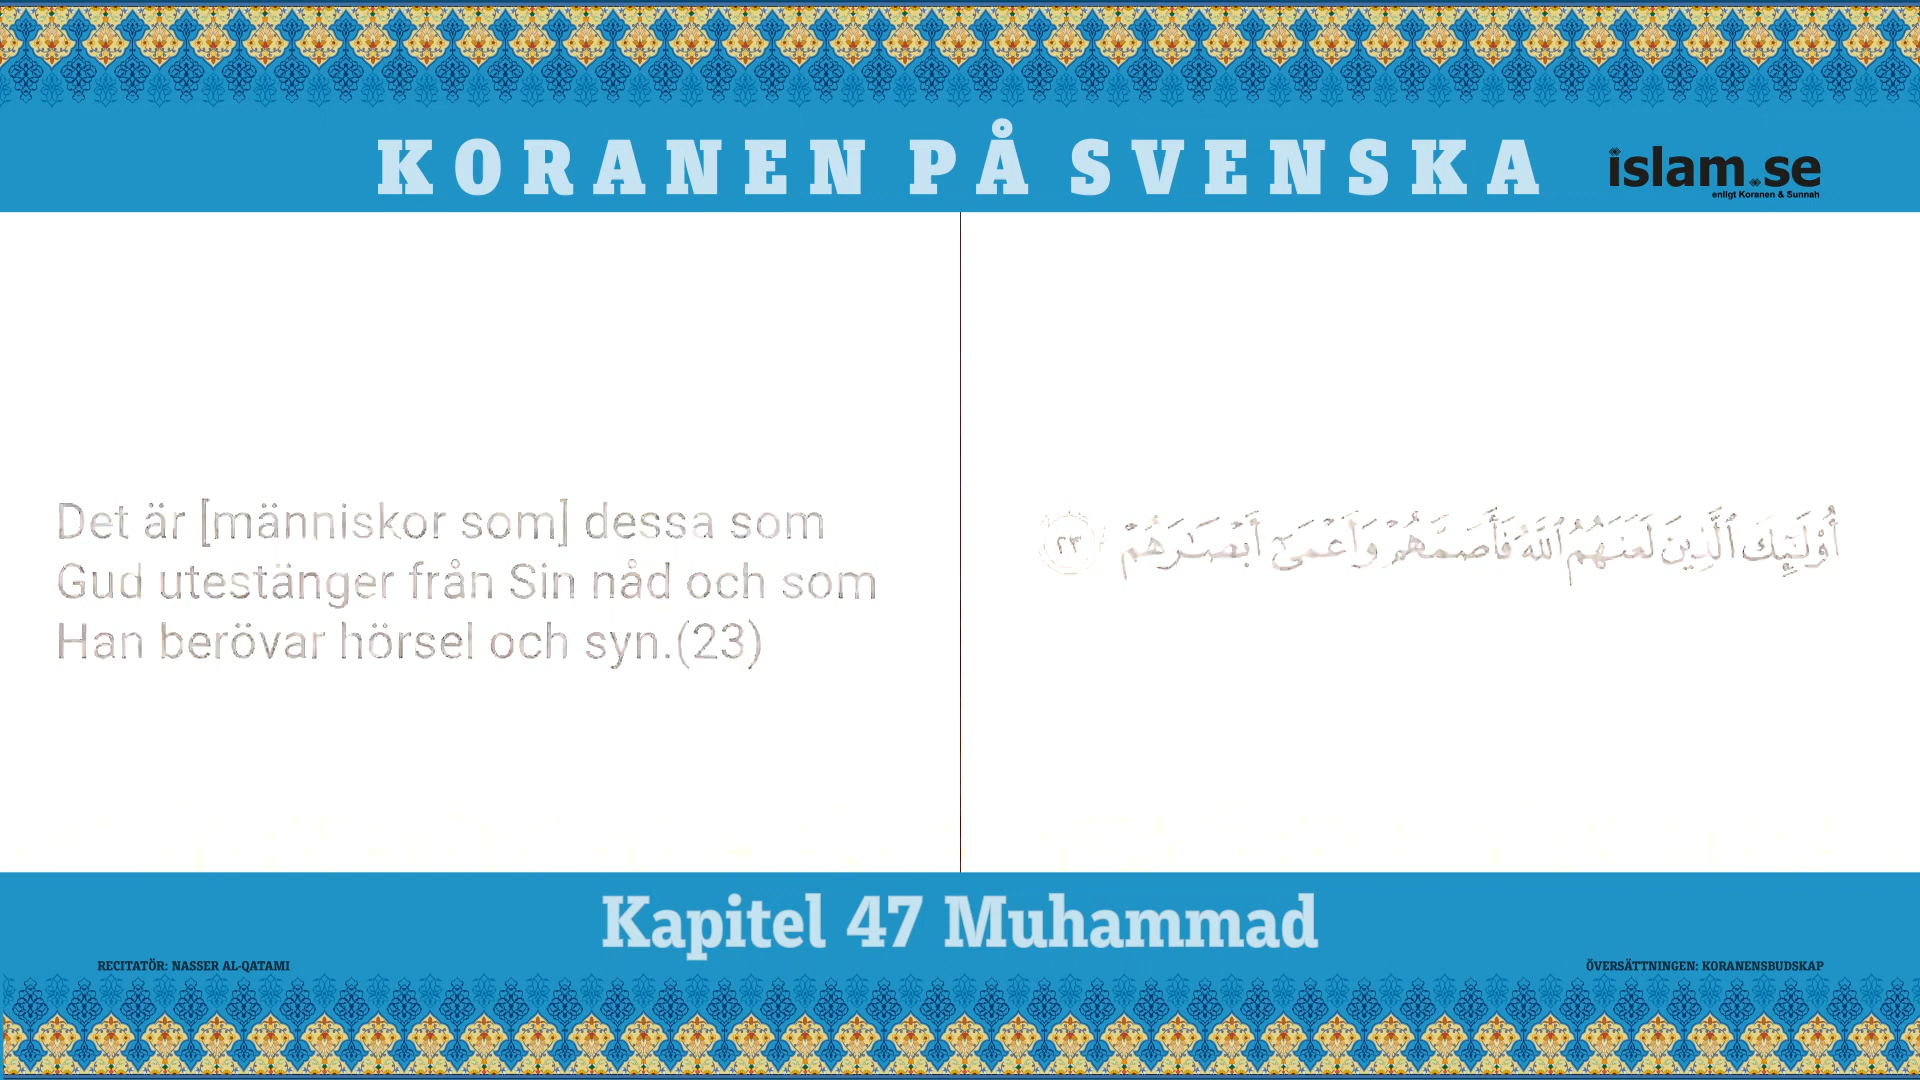 KORANEN PÅ SVENSKA
islam.se
enligt Koranen & Sunnah
Det är [människor som] dessa som
Gud utestänger från Sin nåd och som
Han berövar hörsel och syn.(23)
أُو۟لَٰٓئِكَ ٱلَّذِينَ لَعَنَهُمُ ٱللَّهُ فَأَصَمَّهُمْ وَأَعْمَىٰٓ أَبْصَٰرَهُمْ ٢٣
Kapitel 47 Muhammad
RECITATÖR: NASSER AL-QATAMI
ÖVERSÄTTNINGEN: KORANENSBUDSKAP